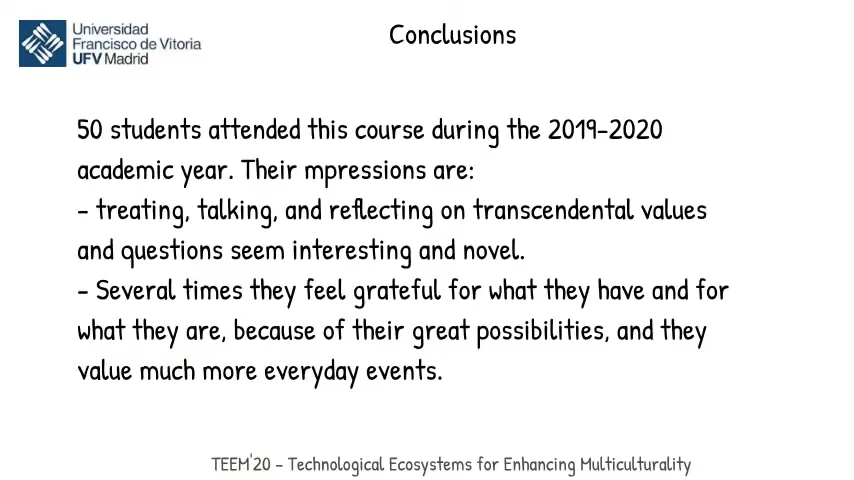 Universidad
Francisco de Vitoria
UFV Madrid
Conclusions
50 students attended this course during the 2019-2020
academic year. Their mpressions are:
- treating, talking, and reflecting on transcendental values
and questions seem interesting and novel.
- Several times they feel grateful for what they have and for
what they are, because of their great possibilities, and they
value much more everyday events.
TEEM'20 - Technological Ecosystems for Enhancing Multiculturality